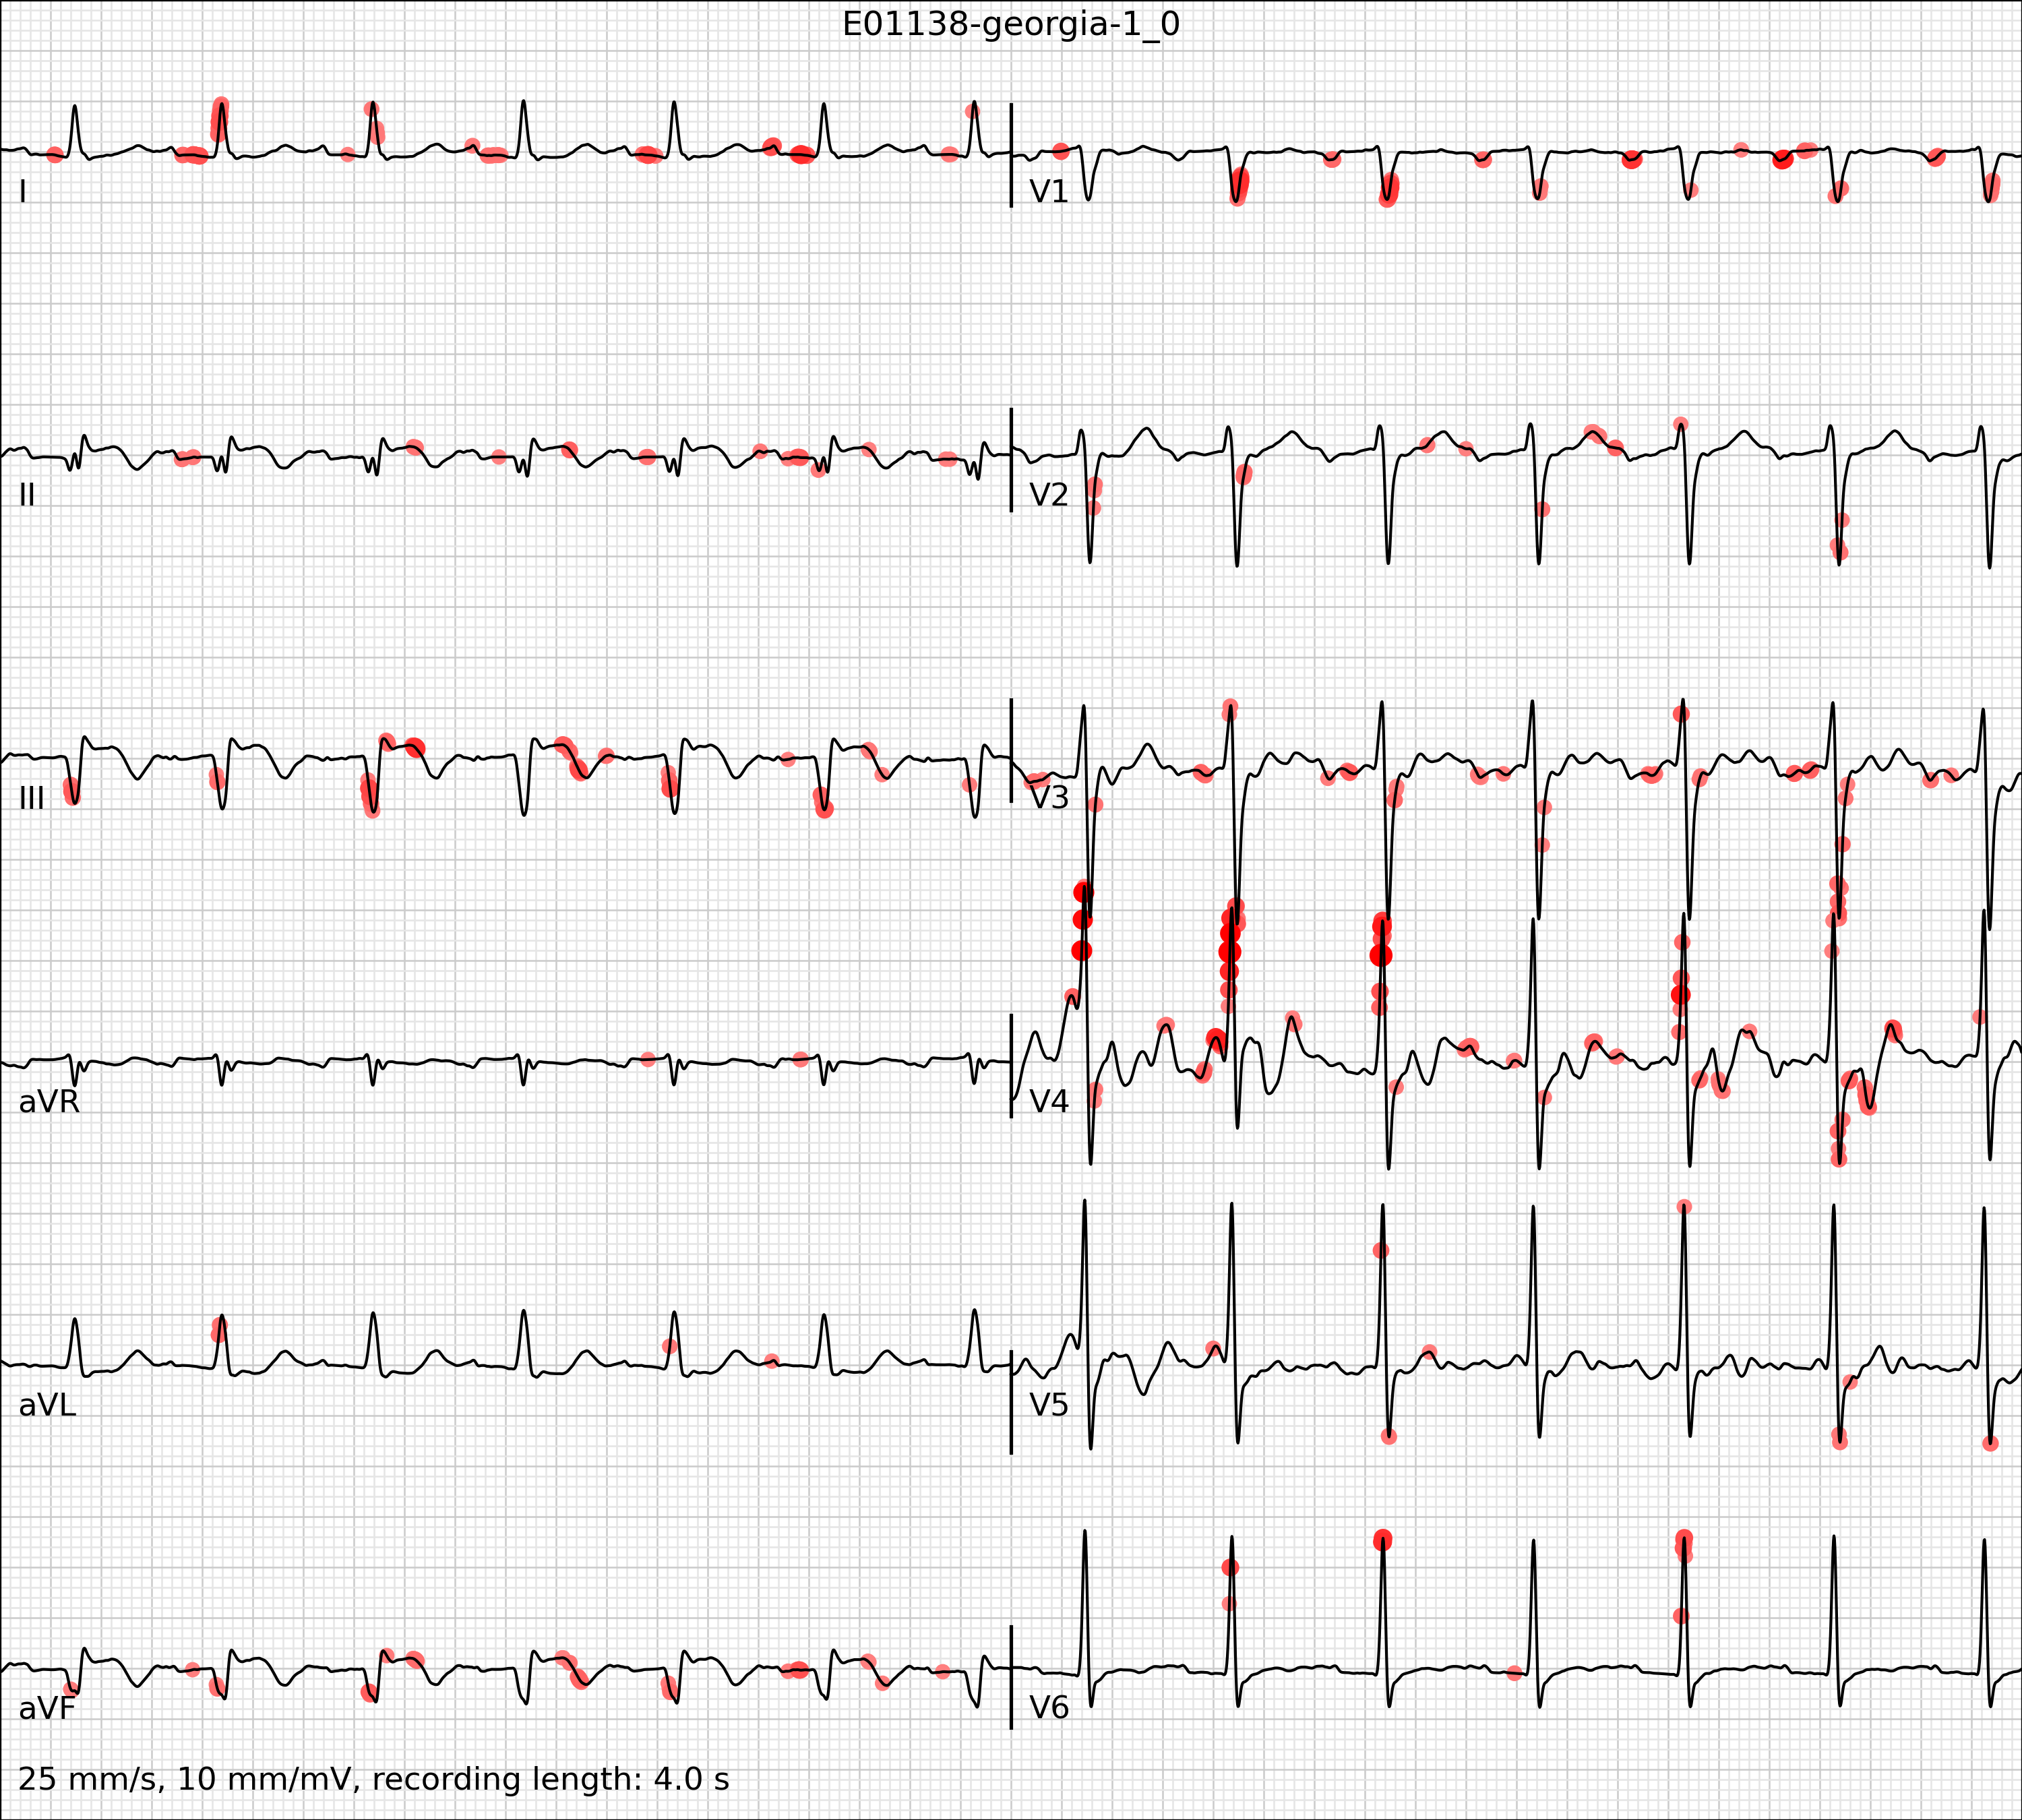 E01138-georgia-1_0
I
V1
II
V2
III
V3
aVR
V4
aVL
V5
aVF
V6
25 mm/s, 10 mm/mV, recording length: 4.0 s